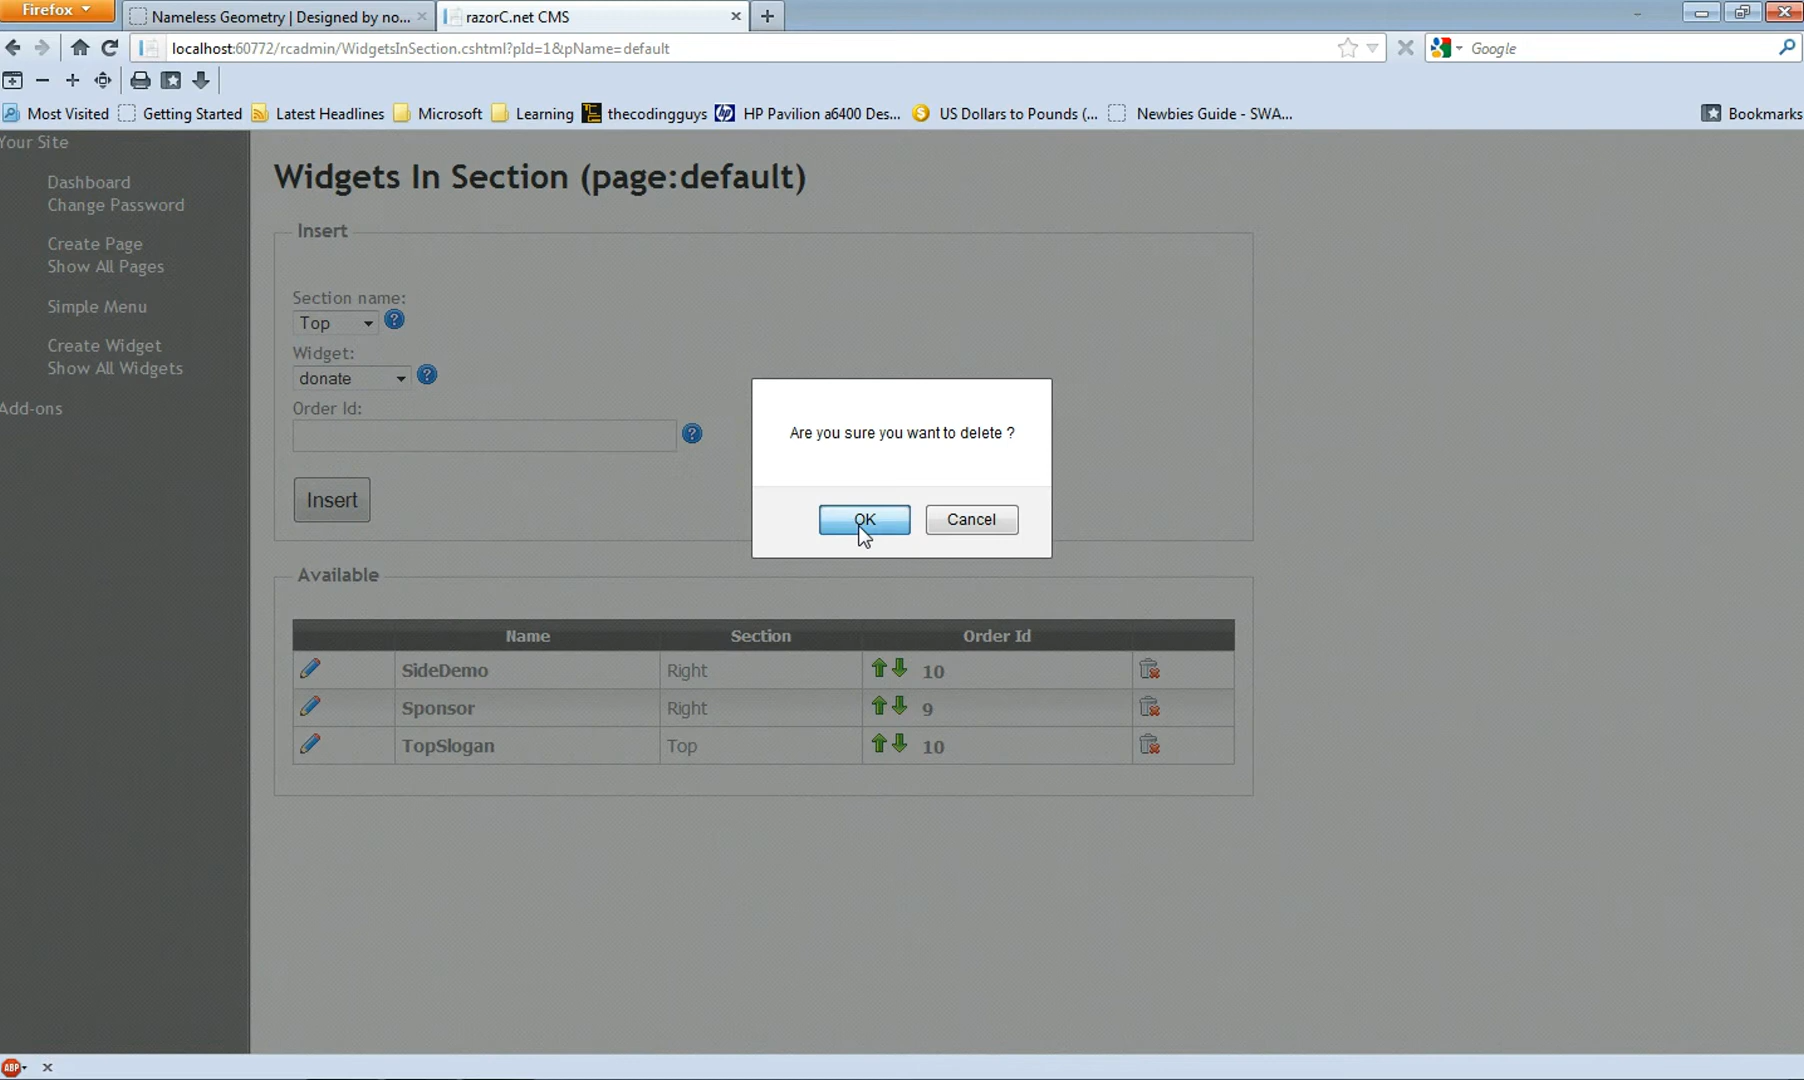 Firefox
Nameless Geometry | Designed by no...
razorC.net CMS
localhost:60772/rcadmin/WidgetsInSection.cshtml?pId=1&pName=default
Google
Most Visited
Getting Started
Latest Headlines
Microsoft
Learning
thecodingguys
HP Pavilion a6400 Des...
US Dollars to Pounds (...
Newbies Guide - SWA...
Bookmarks
Your Site
Dashboard
Change Password
Create Page
Show All Pages
Simple Menu
Create Widget
Show All Widgets
Add-ons
Widgets In Section (page:default)
Insert
Section name:
Top
Widget:
donate
Order Id:
Insert
Are you sure you want to delete ?
OK
Cancel
Available
Name Section Order Id
SideDemo Right 10
Sponsor Right 9
TopSlogan Top 10
ABP